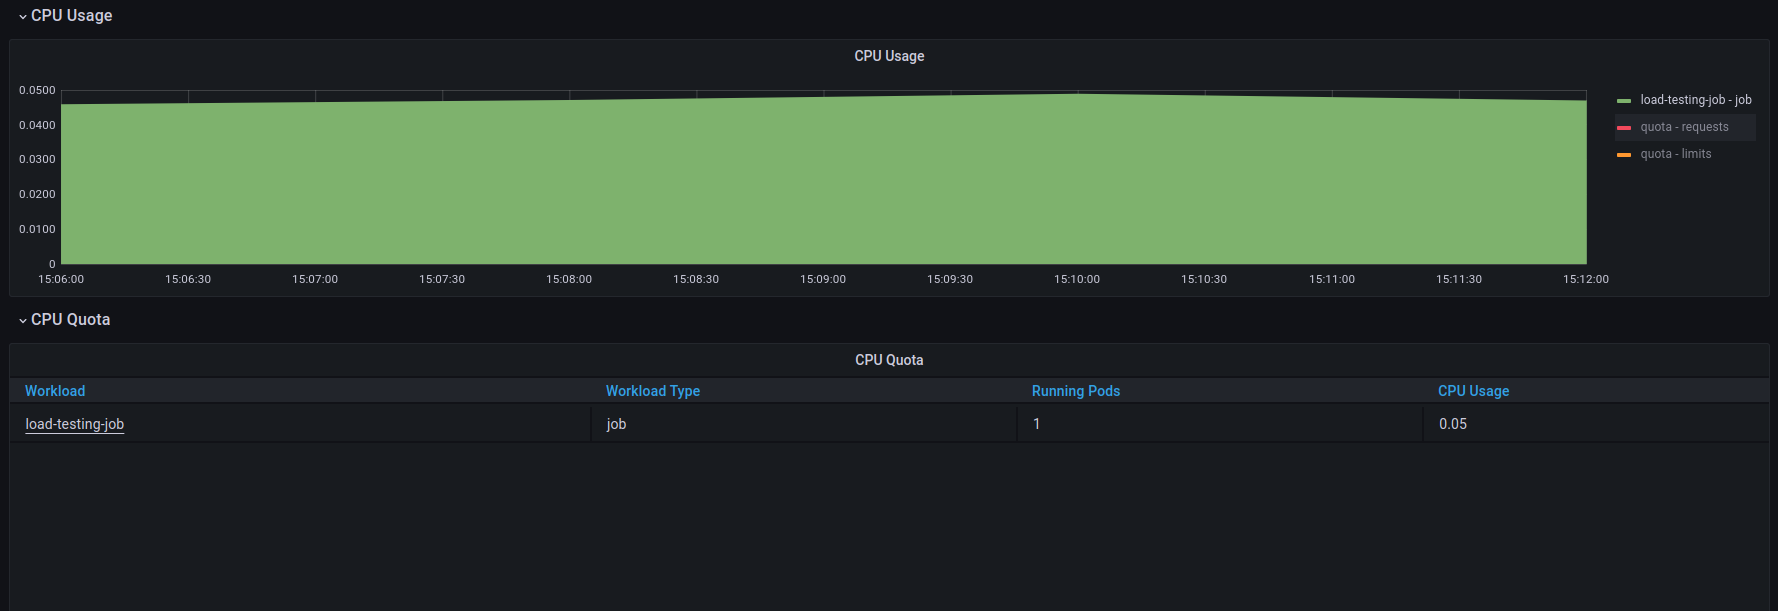 CPU Usage
CPU Usage
0.0500
0.0400
0.0300
0.0200
0.0100
0
15:06:00 15:06:30 15:07:00 15:07:30 15:08:00 15:08:30 15:09:00 15:09:30 15:10:00 15:10:30 15:11:00 15:11:30 15:12:00
load-testing-job - job
quota - requests
quota - limits
CPU Quota
CPU Quota
Workload Workload Type Running Pods CPU Usage
load-testing-job job 1 0.05